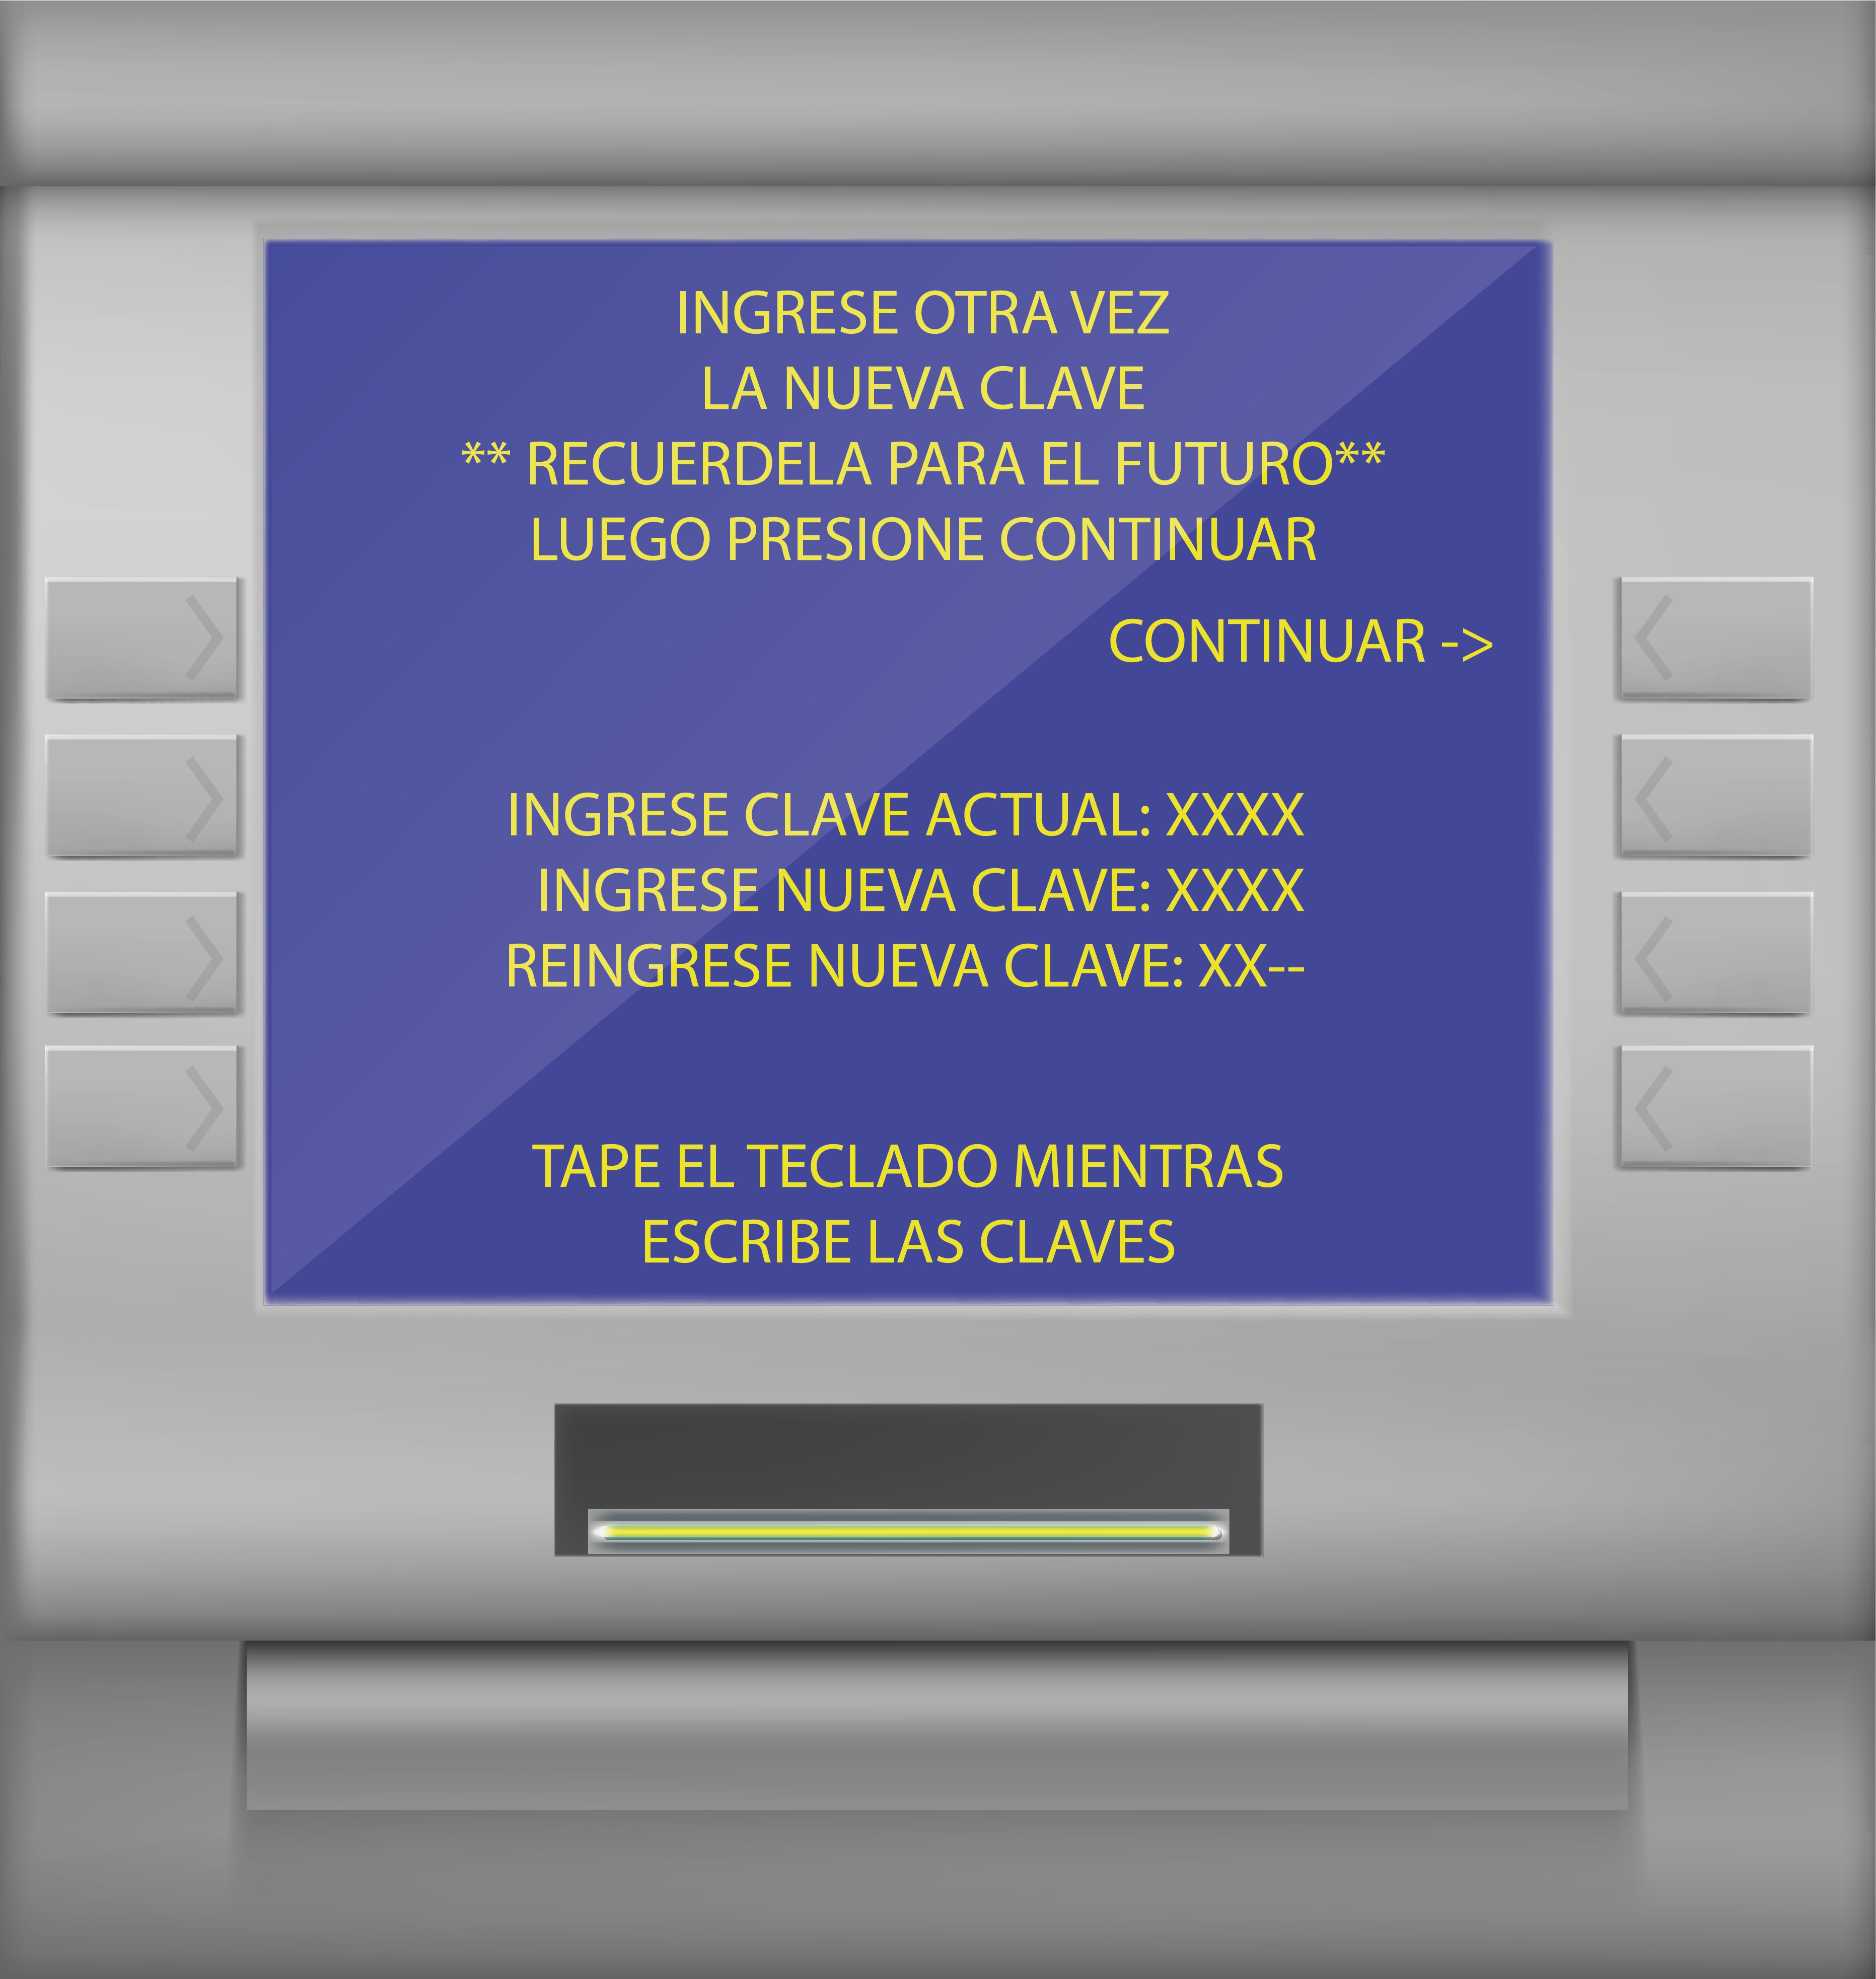 INGRESE OTRA VEZ
LA NUEVA CLAVE
** RECUERDELA PARA EL FUTURO**
LUEGO PRESIONE CONTINUAR
CONTINUAR ->
INGRESE CLAVE ACTUAL: XXXX
INGRESE NUEVA CLAVE: XXXX
REINGRESE NUEVA CLAVE: XX--
TAPE EL TECLADO MIENTRAS
ESCRIBE LAS CLAVES